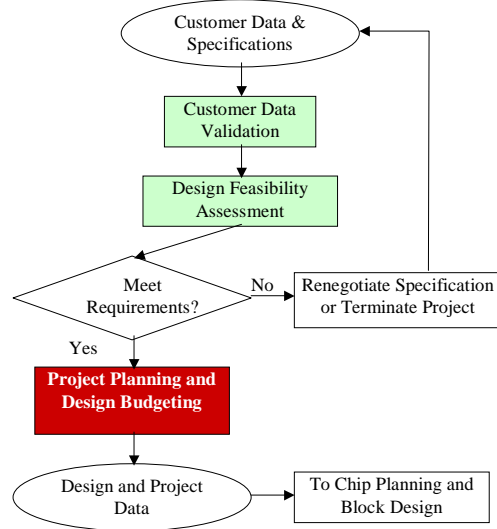 Customer Data &
Specifications
Customer Data
Validation
Design Feasibility
Assessment
Meet
Requirements?
No
Renegotiate Specification
or Terminate Project
Yes
Project Planning and
Design Budgeting
Design and Project
Data
To Chip Planning and
Block Design